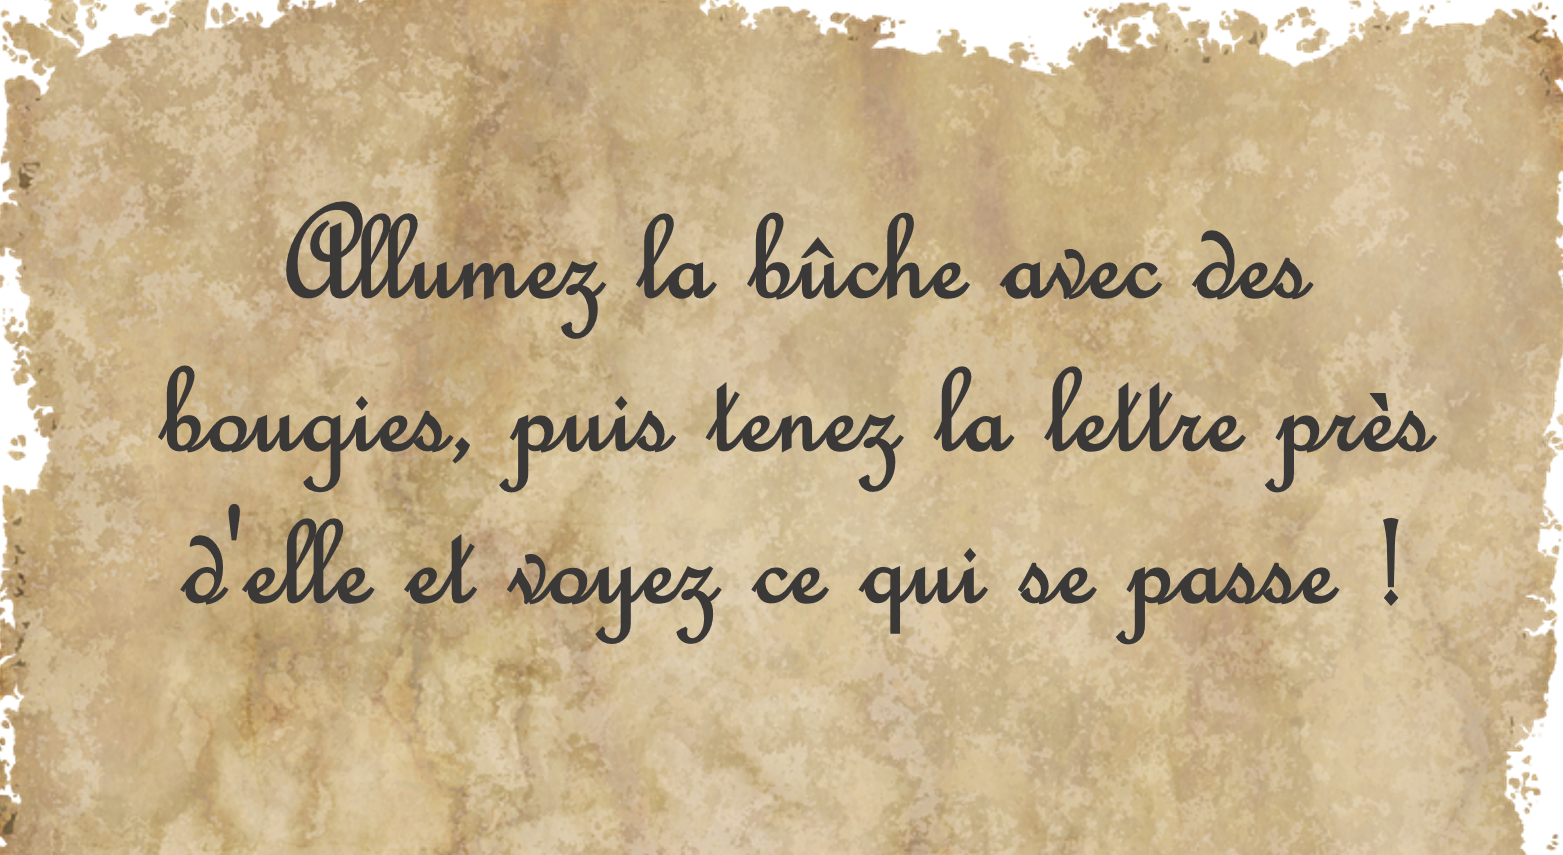 Allumez la bûche avec des
bougies, puis tenez la lettre près
d'elle et voyez ce qui se passe !